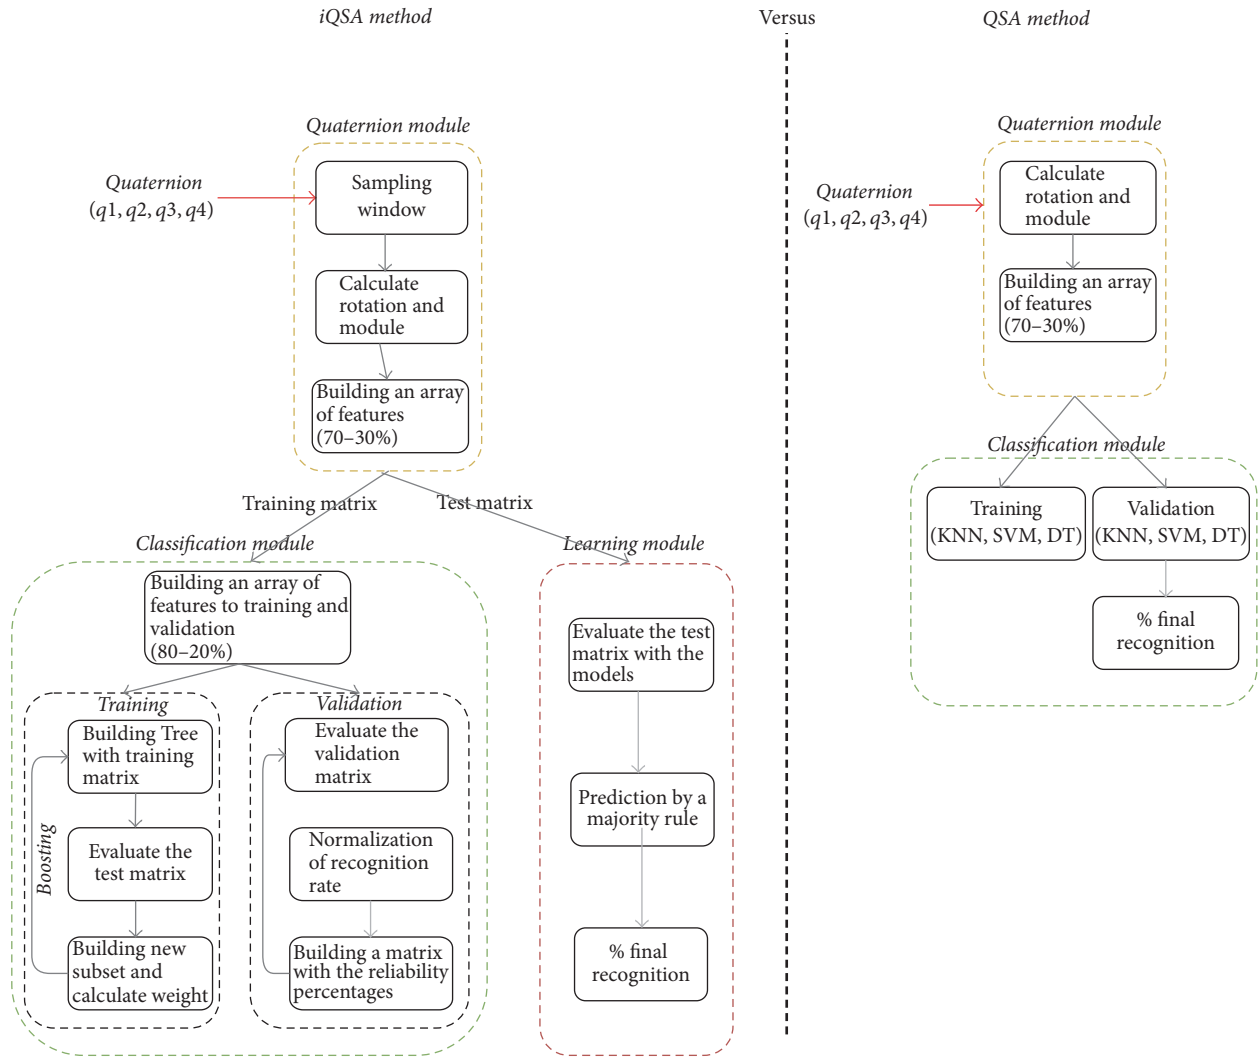 iQSA method
Versus
QSA method
Quaternion module
Quaternion
(q1, q2, q3, q4)
Sampling
window
Calculate
rotation and
module
Building an array
of features
(70–30%)
Training matrix
Test matrix
Classification module
Building an array of
features to training and
validation
(80–20%)
Training
Building Tree
with training
matrix
Evaluate the
test matrix
Building new
subset and
calculate weight
Boosting
Validation
Evaluate the
validation
matrix
Normalization
of recognition
rate
Building a matrix
with the reliability
percentages
Learning module
Evaluate the test
matrix with the
models
Prediction by a
majority rule
% final
recognition
Quaternion module
Quaternion
(q1, q2, q3, q4)
Calculate
rotation and
module
Building an array
of features
(70–30%)
Classification module
Training
(KNN, SVM, DT)
Validation
(KNN, SVM, DT)
% final
recognition